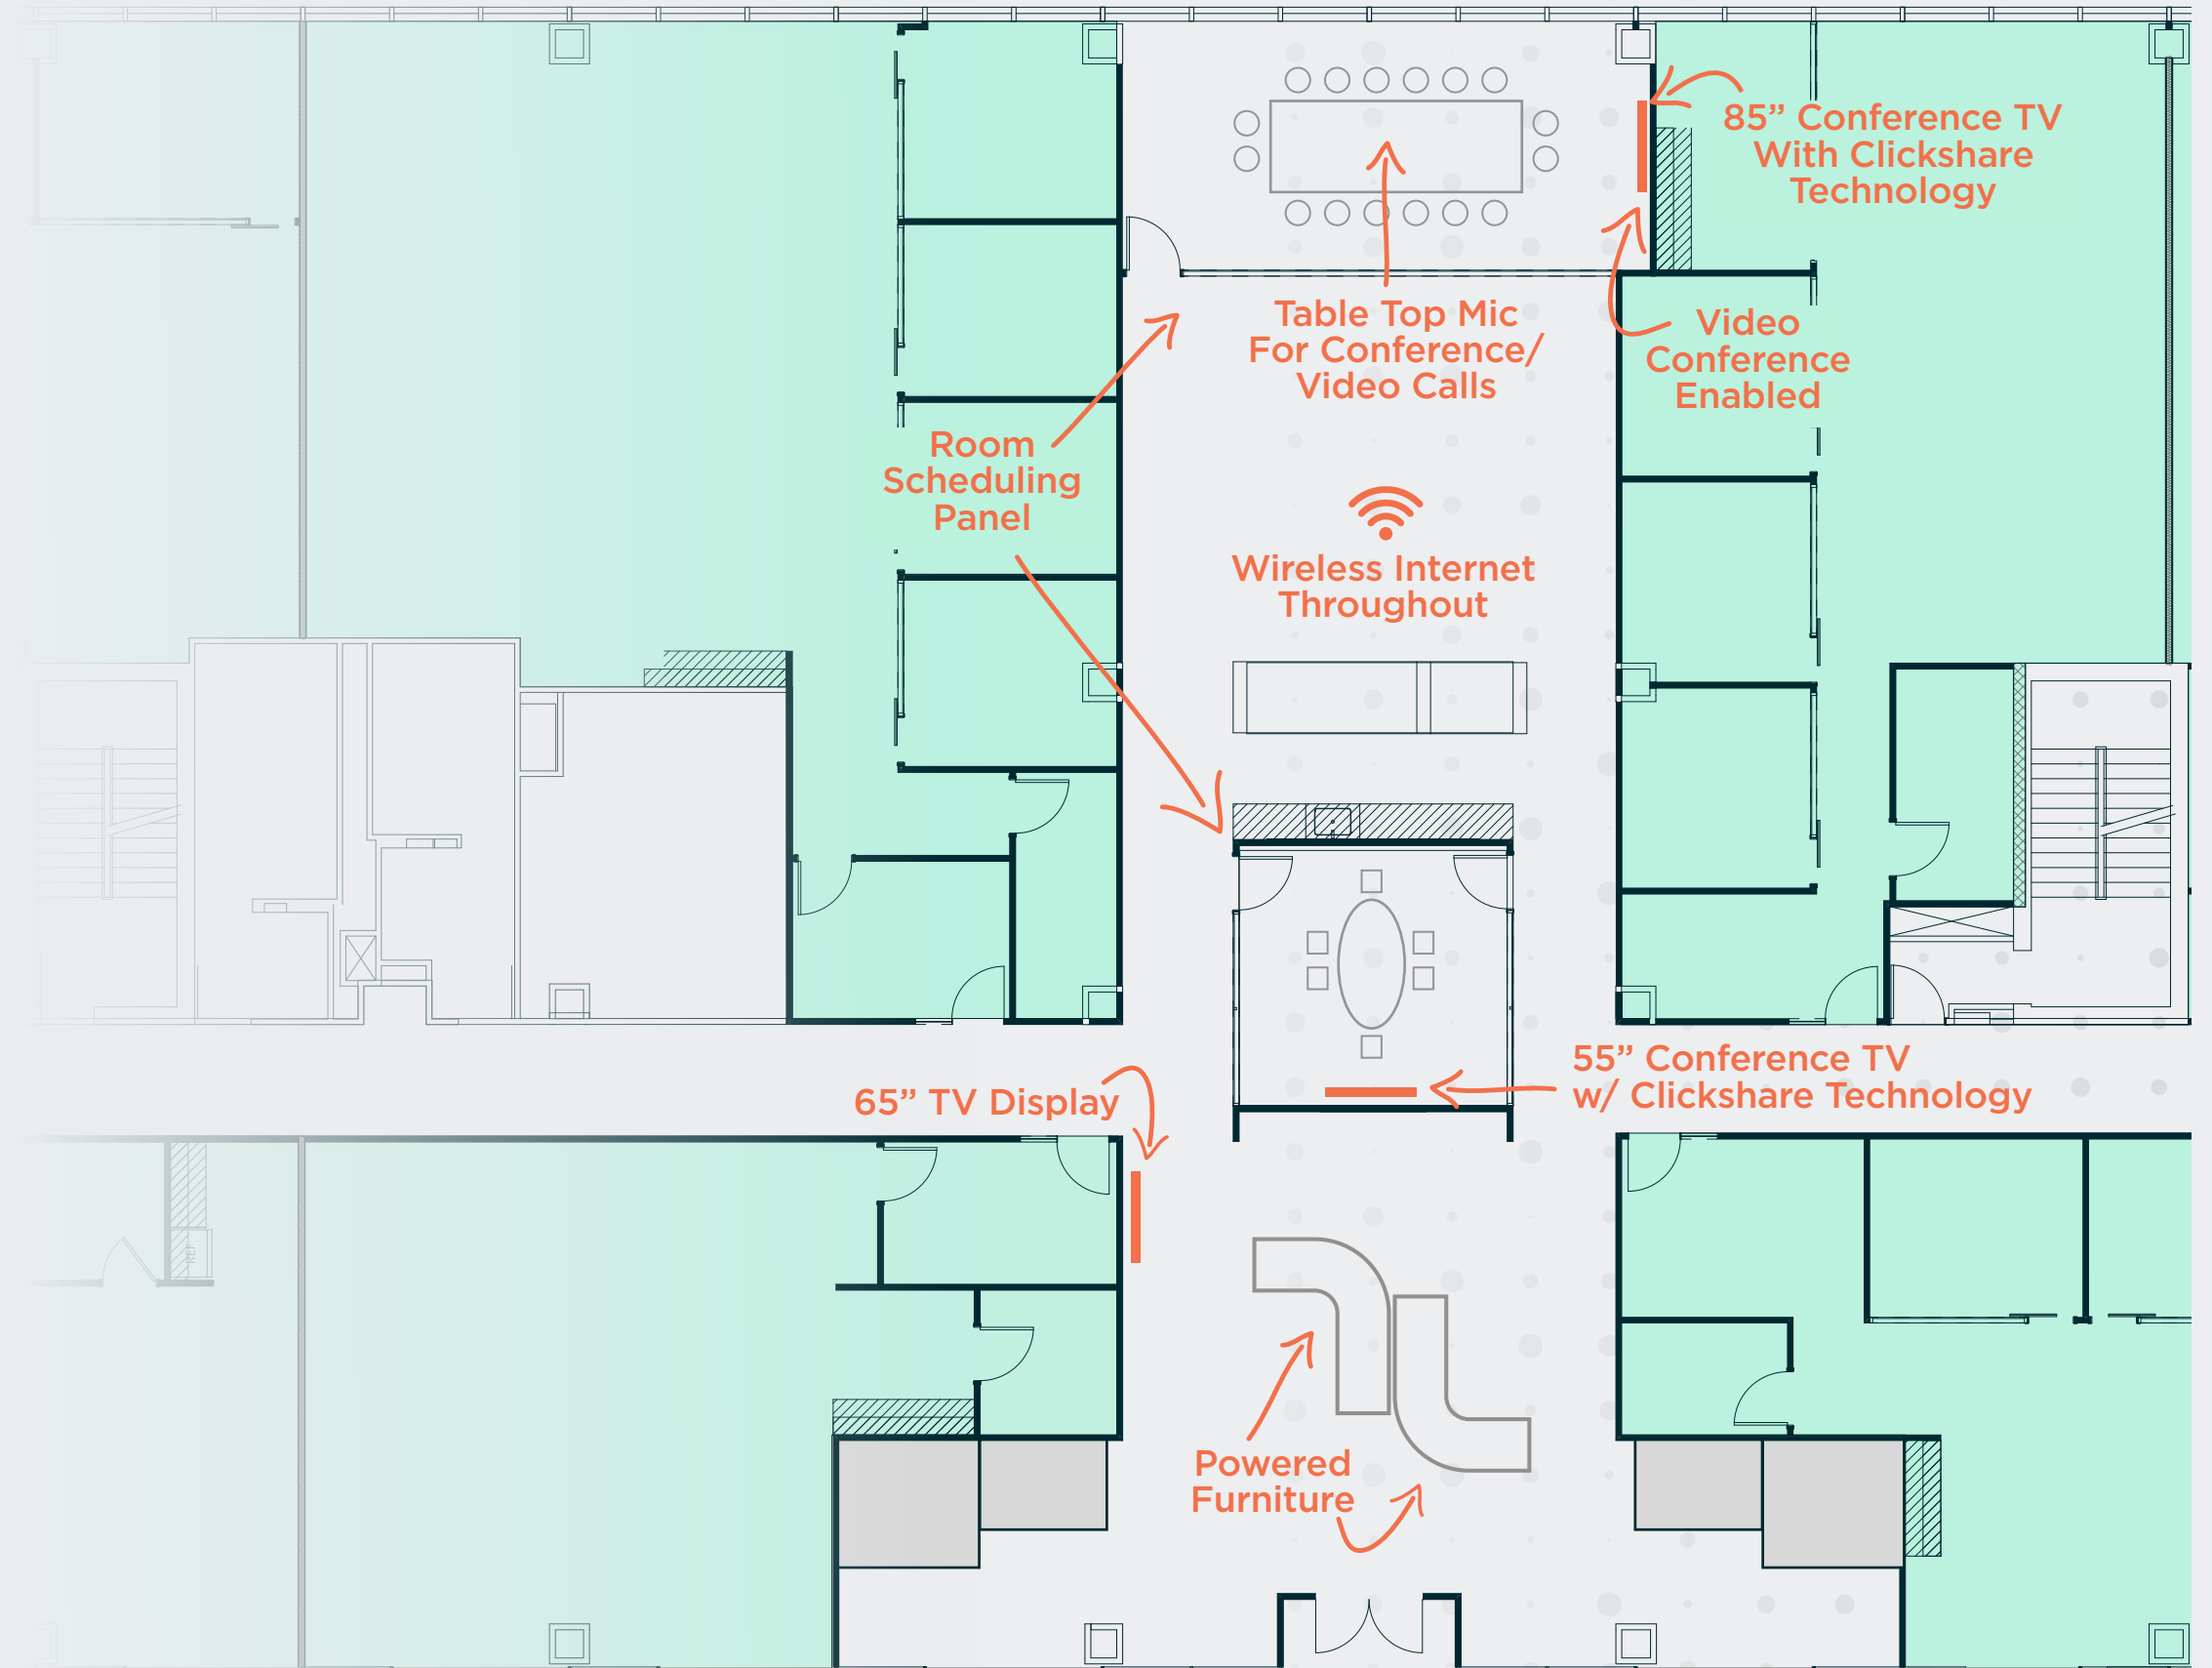 85” Conference TV
With Clickshare
Technology
Table Top Mic
For Conference/
Video Calls
Video
Conference
Enabled
Room
Scheduling
Panel
Wireless Internet
Throughout
55” Conference TV
w/ Clickshare Technology
65” TV Display
REF
Powered
Furniture